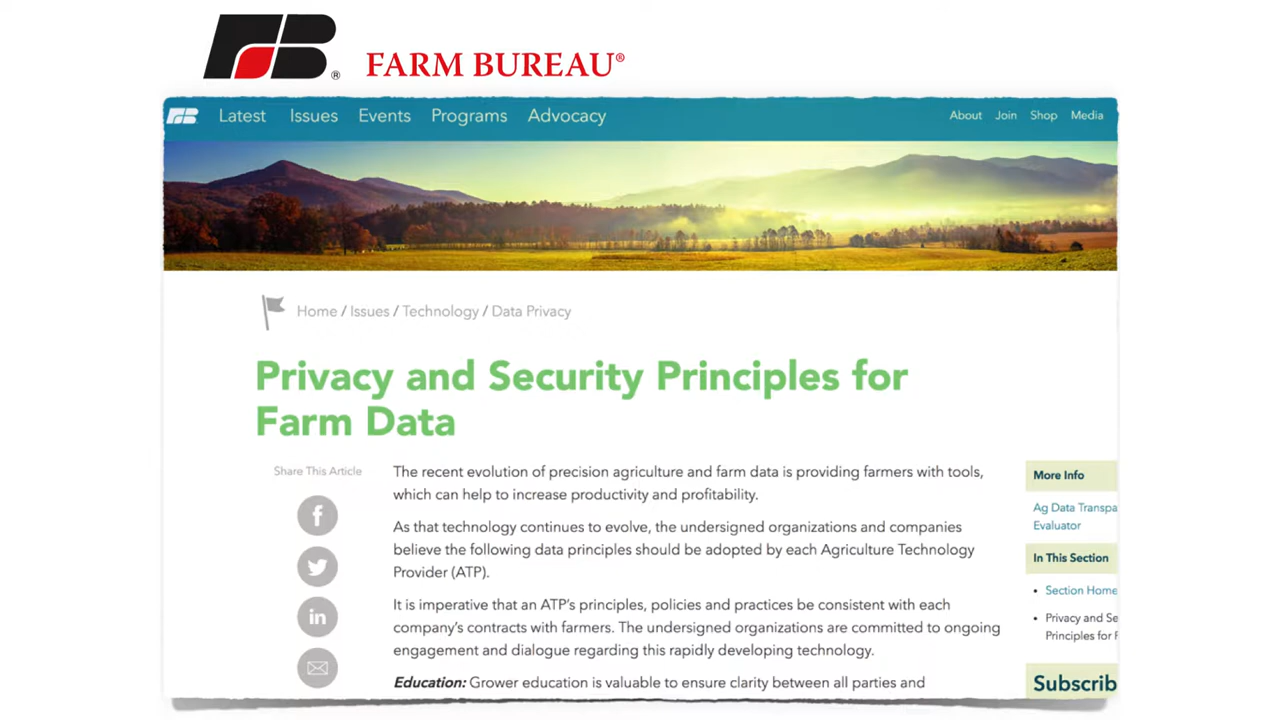 FB
FARM BUREAU®
FB Latest Issues Events Programs Advocacy About Join Shop Media
Home / Issues / Technology / Data Privacy
Privacy and Security Principles for
Farm Data
Share This Article
The recent evolution of precision agriculture and farm data is providing farmers with tools,
which can help to increase productivity and profitability.
As that technology continues to evolve, the undersigned organizations and companies
believe the following data principles should be adopted by each Agriculture Technology
Provider (ATP).
It is imperative that an ATP's principles, policies and practices be consistent with each
company's contracts with farmers. The undersigned organizations are committed to ongoing
engagement and dialogue regarding this rapidly developing technology.
Education: Grower education is valuable to ensure clarity between all parties and
More Info
Ag Data Transpa
Evaluator
In This Section
• Section Home
• Privacy and Se
Principles for F
Subscrib